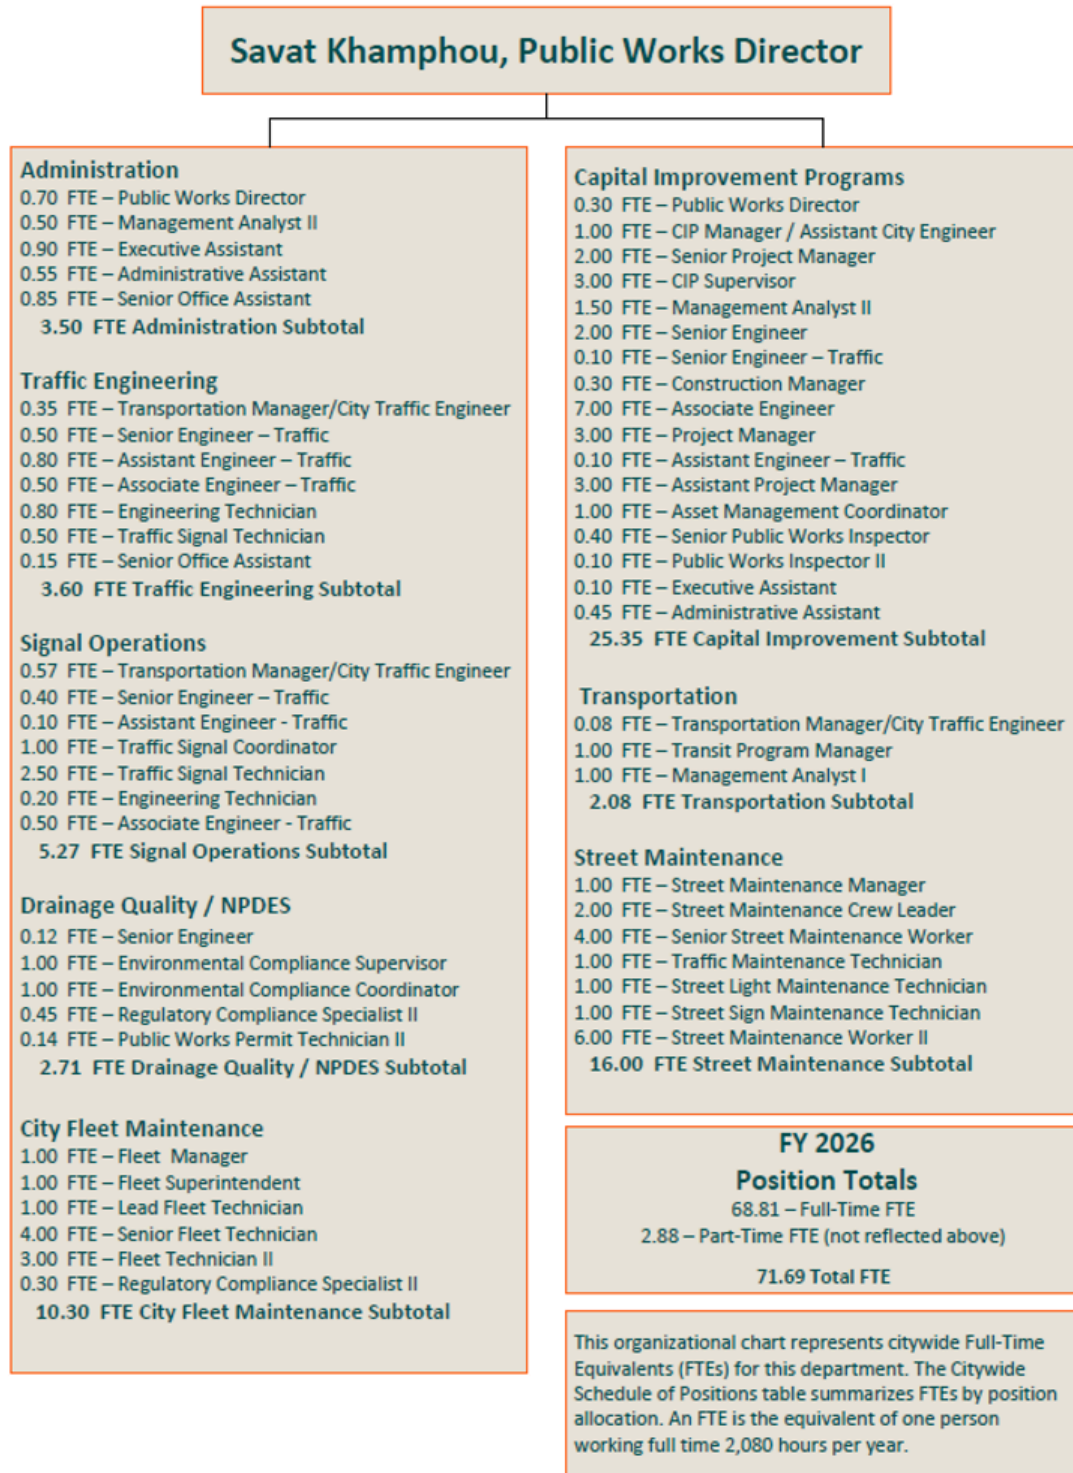 Savat Khamphou, Public Works Director
Administration
0.70 FTE – Public Works Director
0.50 FTE – Management Analyst II
0.90 FTE – Executive Assistant
0.55 FTE – Administrative Assistant
0.85 FTE – Senior Office Assistant
3.50 FTE Administration Subtotal
Traffic Engineering
0.35 FTE – Transportation Manager/City Traffic Engineer
0.50 FTE – Senior Engineer – Traffic
0.80 FTE – Assistant Engineer – Traffic
0.50 FTE – Associate Engineer – Traffic
0.80 FTE – Engineering Technician
0.50 FTE – Traffic Signal Technician
0.15 FTE – Senior Office Assistant
3.60 FTE Traffic Engineering Subtotal
Signal Operations
0.57 FTE – Transportation Manager/City Traffic Engineer
0.40 FTE – Senior Engineer – Traffic
0.10 FTE – Assistant Engineer - Traffic
1.00 FTE – Traffic Signal Coordinator
2.50 FTE – Traffic Signal Technician
0.20 FTE – Engineering Technician
0.50 FTE – Associate Engineer - Traffic
5.27 FTE Signal Operations Subtotal
Drainage Quality / NPDES
0.12 FTE – Senior Engineer
1.00 FTE – Environmental Compliance Supervisor
1.00 FTE – Environmental Compliance Coordinator
0.45 FTE – Regulatory Compliance Specialist II
0.14 FTE – Public Works Permit Technician II
2.71 FTE Drainage Quality / NPDES Subtotal
City Fleet Maintenance
1.00 FTE – Fleet Manager
1.00 FTE – Fleet Superintendent
1.00 FTE – Lead Fleet Technician
4.00 FTE – Senior Fleet Technician
3.00 FTE – Fleet Technician II
0.30 FTE – Regulatory Compliance Specialist II
10.30 FTE City Fleet Maintenance Subtotal
Capital Improvement Programs
0.30 FTE – Public Works Director
1.00 FTE – CIP Manager / Assistant City Engineer
2.00 FTE – Senior Project Manager
3.00 FTE – CIP Supervisor
1.50 FTE – Management Analyst II
2.00 FTE – Senior Engineer
0.10 FTE – Senior Engineer – Traffic
0.30 FTE – Construction Manager
7.00 FTE – Associate Engineer
3.00 FTE – Project Manager
0.10 FTE – Assistant Engineer – Traffic
3.00 FTE – Assistant Project Manager
1.00 FTE – Asset Management Coordinator
0.40 FTE – Senior Public Works Inspector
0.10 FTE – Public Works Inspector II
0.10 FTE – Executive Assistant
0.45 FTE – Administrative Assistant
25.35 FTE Capital Improvement Subtotal
Transportation
0.08 FTE – Transportation Manager/City Traffic Engineer
1.00 FTE – Transit Program Manager
1.00 FTE – Management Analyst I
2.08 FTE Transportation Subtotal
Street Maintenance
1.00 FTE – Street Maintenance Manager
2.00 FTE – Street Maintenance Crew Leader
4.00 FTE – Senior Street Maintenance Worker
1.00 FTE – Traffic Maintenance Technician
1.00 FTE – Street Light Maintenance Technician
1.00 FTE – Street Sign Maintenance Technician
6.00 FTE – Street Maintenance Worker II
16.00 FTE Street Maintenance Subtotal
FY 2026
Position Totals
68.81 – Full-Time FTE
2.88 – Part-Time FTE (not reflected above)
71.69 Total FTE
This organizational chart represents citywide Full-Time
Equivalents (FTEs) for this department. The Citywide
Schedule of Positions table summarizes FTEs by position
allocation. An FTE is the equivalent of one person
working full time 2,080 hours per year.